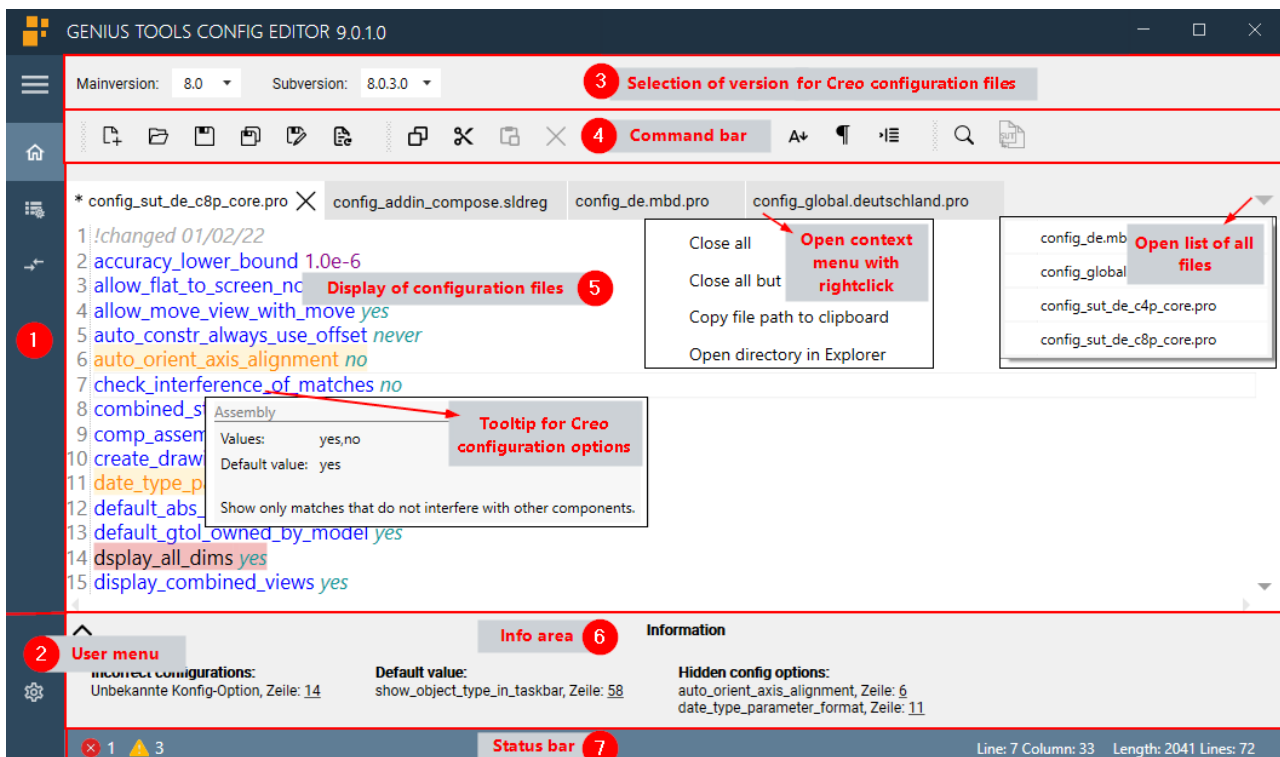 GENIUS TOOLS CONFIG EDITOR 9.0.1.0
Mainversion: 8.0 Subversion: 8.0.3.0
3 Selection of version for Creo configuration files
4 Command bar
SUT
* config_sut_de_c8p_core.pro config_addin_compose.sldreg config_de.mbd.pro config_global.deutschland.pro
1 !changed 01/02/22
2 accuracy_lower_bound 1.0e-6
3 allow_flat_to_screen_nc
4 allow_move_view_with_move yes
5 auto_constr_always_use_offset never
6 auto_orient_axis_alignment no
7 check_interference_of_matches no
8 combined_st
9 comp_assem
10 create_drawi
11 date_type_p
12 default_abs_
13 default_gtol_owned_by_model yes
14 dsplay_all_dims yes
15 display_combined_views yes
Display of configuration files 5
1
Close all
Close all but
Copy file path to clipboard
Open directory in Explorer
Open context
menu with
rightclick
config_de.mb
config_global
config_sut_de_c4p_core.pro
config_sut_de_c8p_core.pro
Open list of all
files
Assembly
Values: yes,no
Default value: yes
Show only matches that do not interfere with other components.
Tooltip for Creo
configuration options
2 User menu
Info area 6
Information
Incorrect configurations:
Unbekannte Konfig-Option, Zeile: 14
Default value:
show_object_type_in_taskbar, Zeile: 58
Hidden config options:
auto_orient_axis_alignment, Zeile: 6
date_type_parameter_format, Zeile: 11
1 3
Status bar 7
Line: 7 Column: 33 Length: 2041 Lines: 72